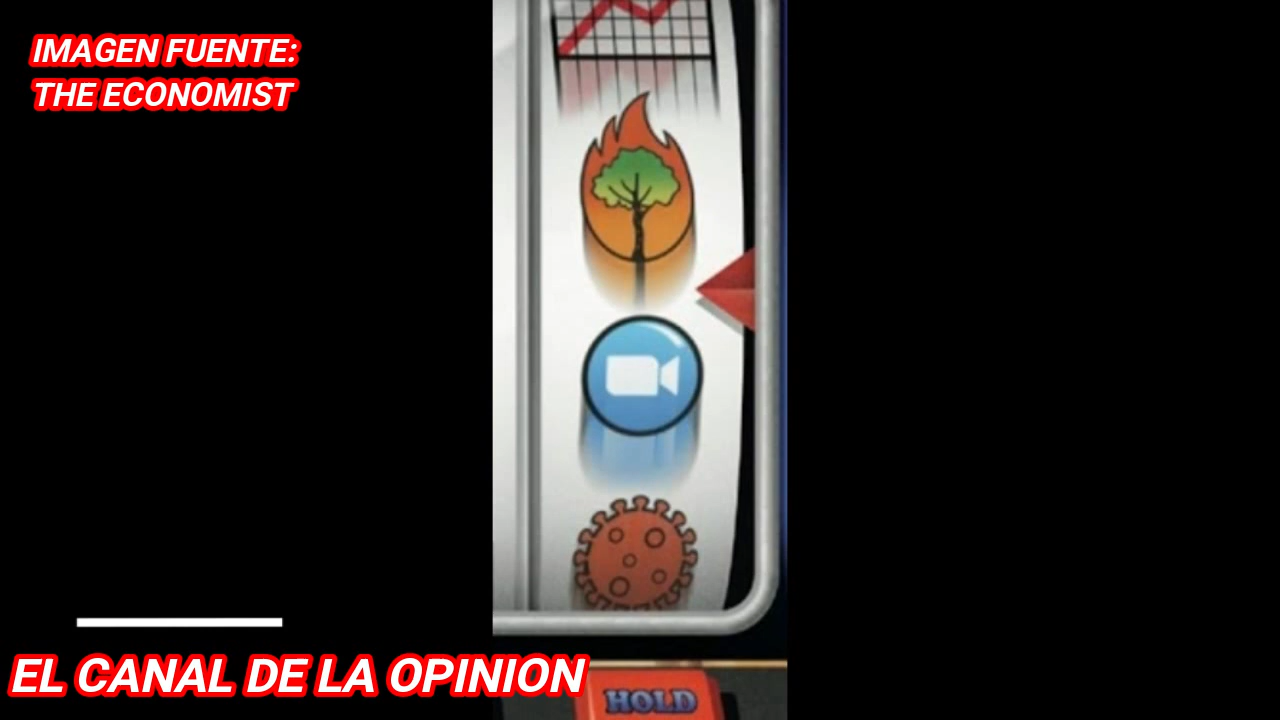 IMAGEN FUENTE:
THE ECONOMIST
EL CANAL DE LA OPINION
HOLD